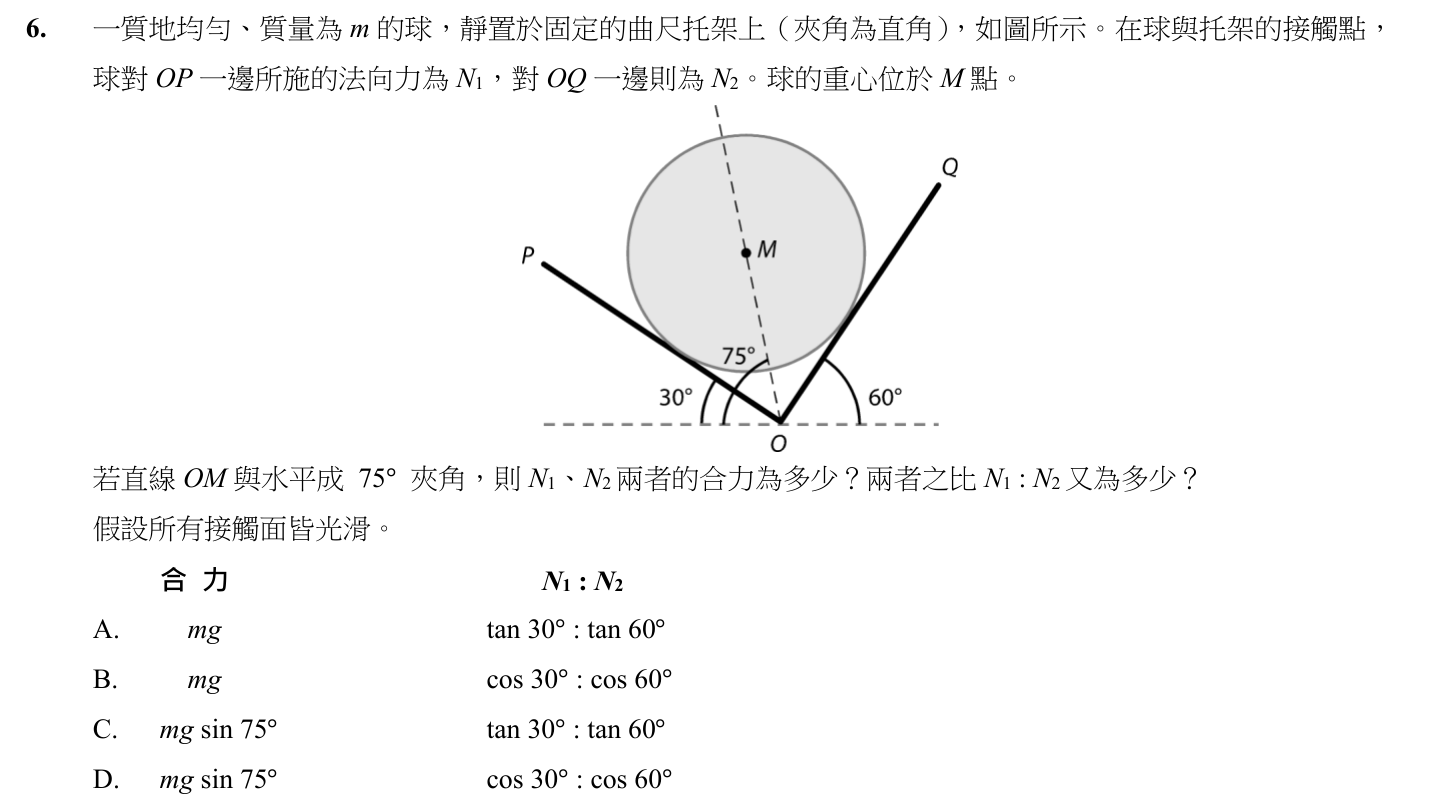 6. 一質地均勻、質量為 m 的球，靜置於固定的曲尺托架上（夾角為直角），如圖所示。在球與托架的接觸點，
球對 OP 一邊所施的法向力為 N1，對 OQ 一邊則為 N2。球的重心位於 M 點。
Q
P
M
75°
30°
60°
O
若直線 OM 與水平成 75° 夾角，則 N1、N2 兩者的合力為多少？兩者之比 N1 : N2 又為多少？
假設所有接觸面皆光滑。
合 力 N1 : N2
A. mg tan 30° : tan 60°
B. mg cos 30° : cos 60°
C. mg sin 75° tan 30° : tan 60°
D. mg sin 75° cos 30° : cos 60°